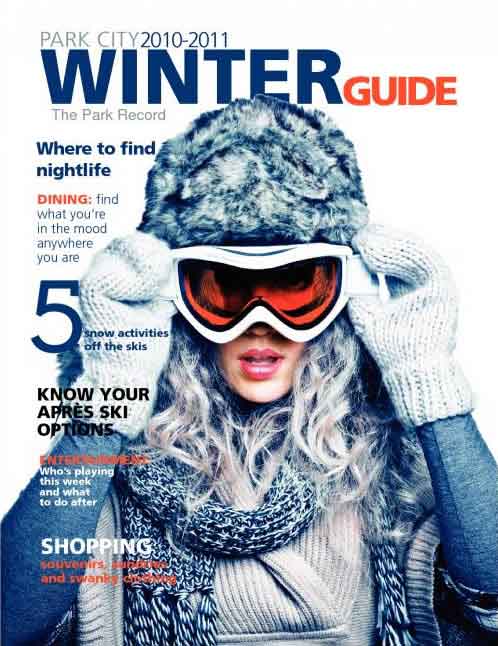 PARK CITY 2010-2011
WINTER GUIDE
The Park Record
Where to find
nightlife
DINING: find
what you're
in the mood
anywhere
you are
5 snow activities
off the skis
KNOW YOUR
APRÈS SKI
OPTIONS
ENTERTAINMENT
Who's playing
this week
and what
to do after
SHOPPING
souvenirs, sundries
and swanky clothing